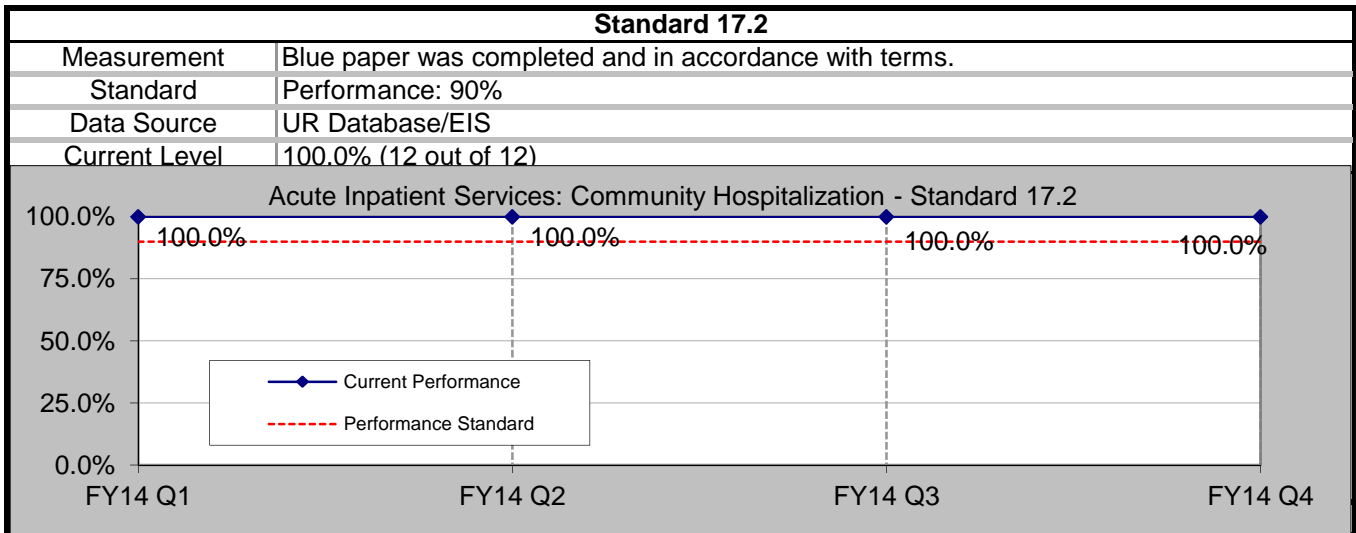 Standard 17.2
Measurement Blue paper was completed and in accordance with terms.
Standard Performance: 90%
Data Source UR Database/EIS
Current Level 100.0% (12 out of 12)
Acute Inpatient Services: Community Hospitalization - Standard 17.2
100.0%
100.0% 100.0% 100.0% 100.0%
75.0%
50.0%
25.0%
Current Performance
Performance Standard
0.0%
FY14 Q1 FY14 Q2 FY14 Q3 FY14 Q4